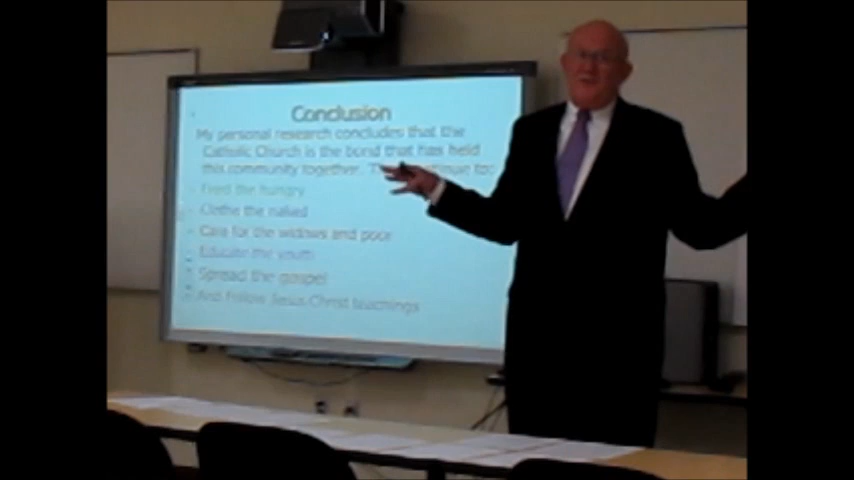 Conclusion
My personal research concludes that the
Catholic Church is the bond that has held
this community together. to:
Feed the hungry
Clothe the naked
Care for the widows and poor
Educate the youth
Spread the gospel
And Follow Jesus Christ teachings